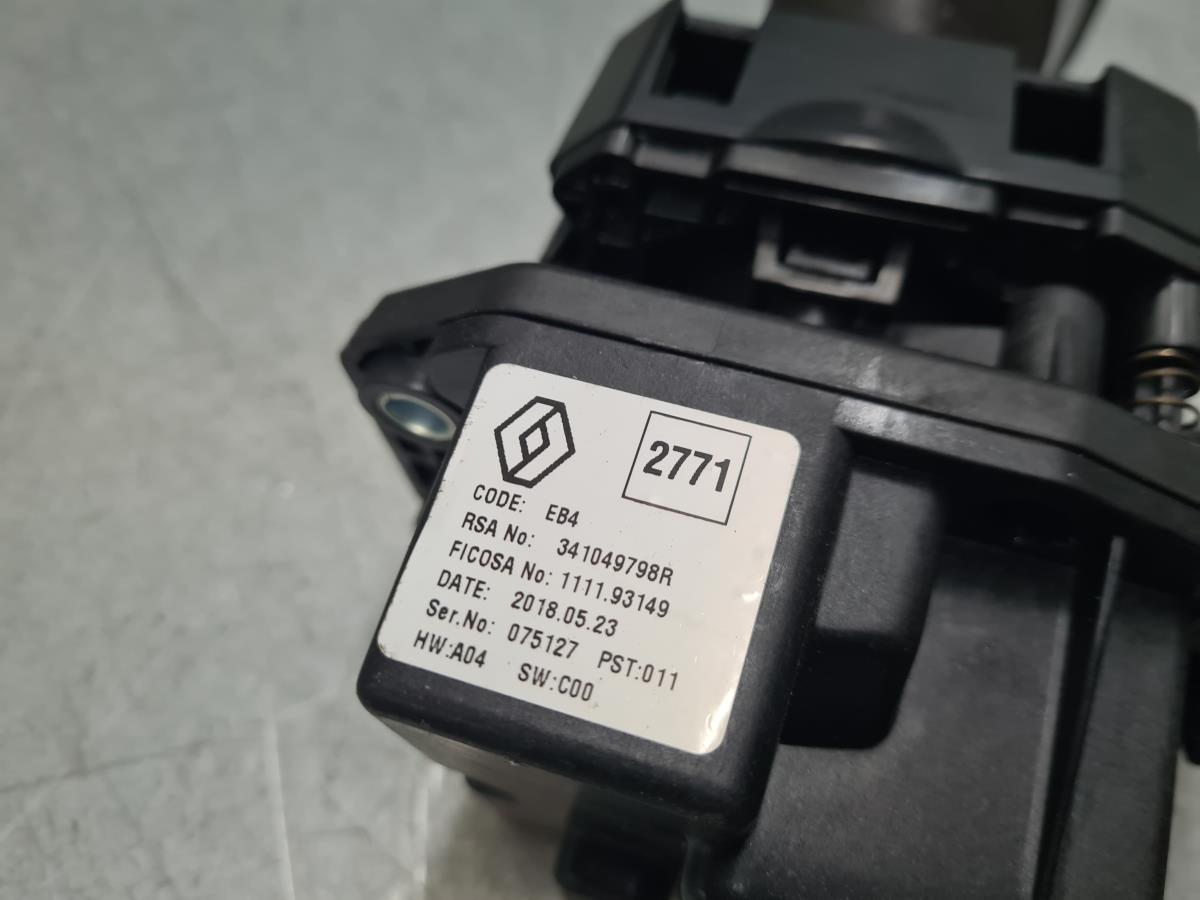 2771
CODE: EB4
RSA No: 341049798R
FICOSA No: 1111.93149
DATE: 2018.05.23
Ser.No: 075127 PST:011
HW:A04 SW:C00